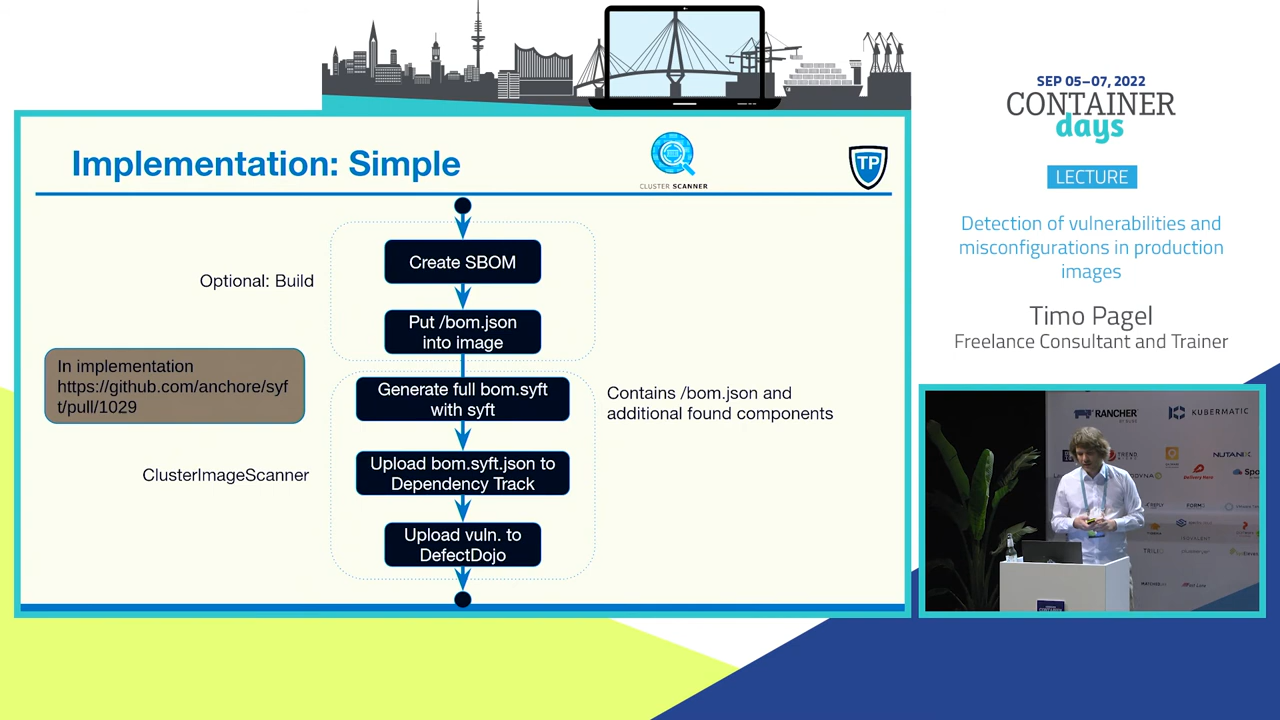 Implementation: Simple
CLUSTER SCANNER
TP
Optional: Build
Create SBOM
Put /bom.json
into image
In implementation
https://github.com/anchore/syf
t/pull/1029
Generate full bom.syft
with syft
Contains /bom.json and
additional found components
ClusterImageScanner
Upload bom.syft.json to
Dependency Track
Upload vuln. to
DefectDojo
SEP 05–07, 2022
CONTAINER
days
LECTURE
Detection of vulnerabilities and
misconfigurations in production
images
Timo Pagel
Freelance Consultant and Trainer
RANCHER
KUBERMATIC
TREND
NUTANIX